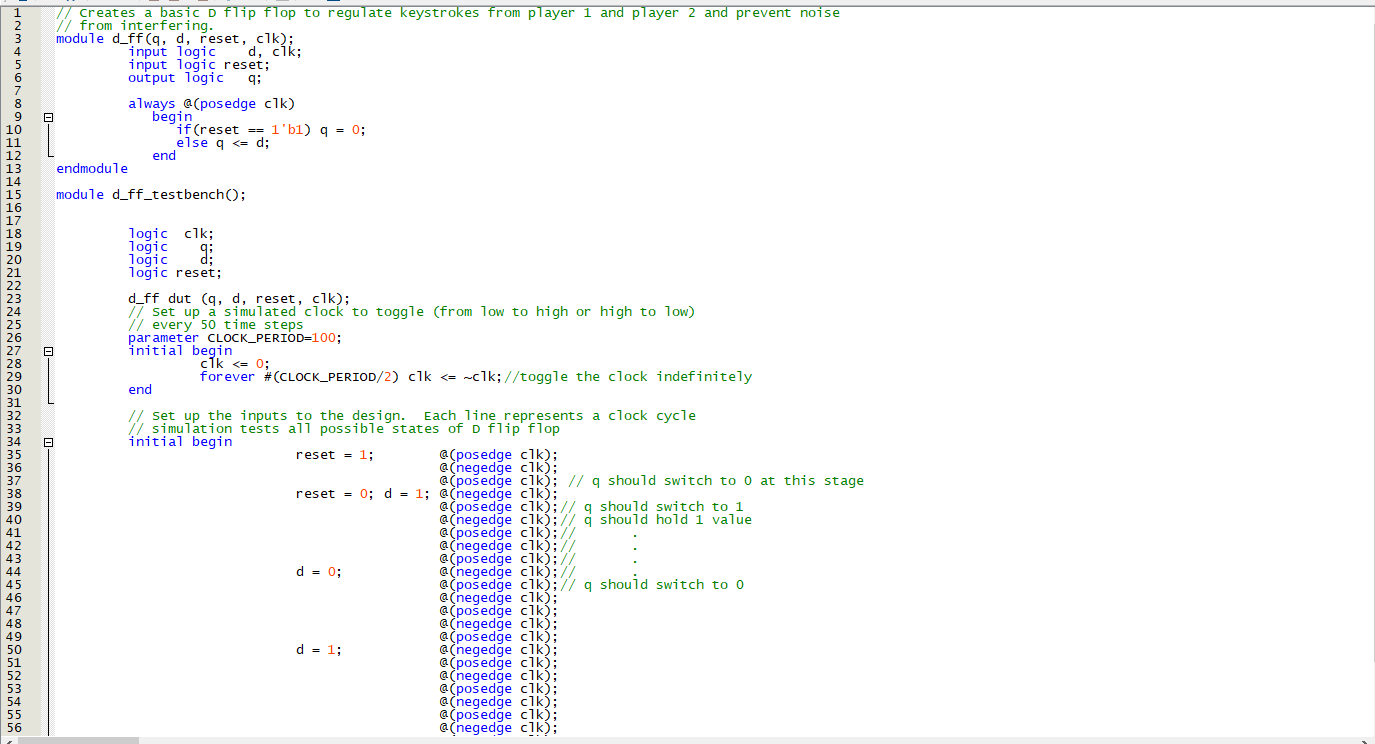 1 // Creates a basic D flip flop to regulate keystrokes from player 1 and player 2 and prevent noise
2 // from interfering.
3 module d_ff(q, d, reset, clk);
4 input logic d, clk;
5 input logic reset;
6 output logic q;
7
8 always @(posedge clk)
9 begin
10 if(reset == 1'b1) q = 0;
11 else q <= d;
12 end
13 endmodule
14
15 module d_ff_testbench();
16
17
18 logic clk;
19 logic q;
20 logic d;
21 logic reset;
22
23 d_ff dut (q, d, reset, clk);
24 // Set up a simulated clock to toggle (from low to high or high to low)
25 // every 50 time steps
26 parameter CLOCK_PERIOD=100;
27 initial begin
28 clk <= 0;
29 forever #(CLOCK_PERIOD/2) clk <= ~clk;//toggle the clock indefinitely
30 end
31
32 // Set up the inputs to the design. Each line represents a clock cycle
33 // simulation tests all possible states of D flip flop
34 initial begin
35 reset = 1; @(posedge clk);
36 @(negedge clk);
37 @(posedge clk); // q should switch to 0 at this stage
38 reset = 0; d = 1; @(negedge clk);
39 @(posedge clk);// q should switch to 1
40 @(negedge clk);// q should hold 1 value
41 @(posedge clk);// .
42 @(negedge clk);// .
43 @(posedge clk);// .
44 d = 0; @(negedge clk);// .
45 @(posedge clk);// q should switch to 0
46 @(negedge clk);
47 @(posedge clk);
48 @(negedge clk);
49 @(posedge clk);
50 d = 1; @(negedge clk);
51 @(posedge clk);
52 @(negedge clk);
53 @(posedge clk);
54 @(negedge clk);
55 @(posedge clk);
56 @(negedge clk);